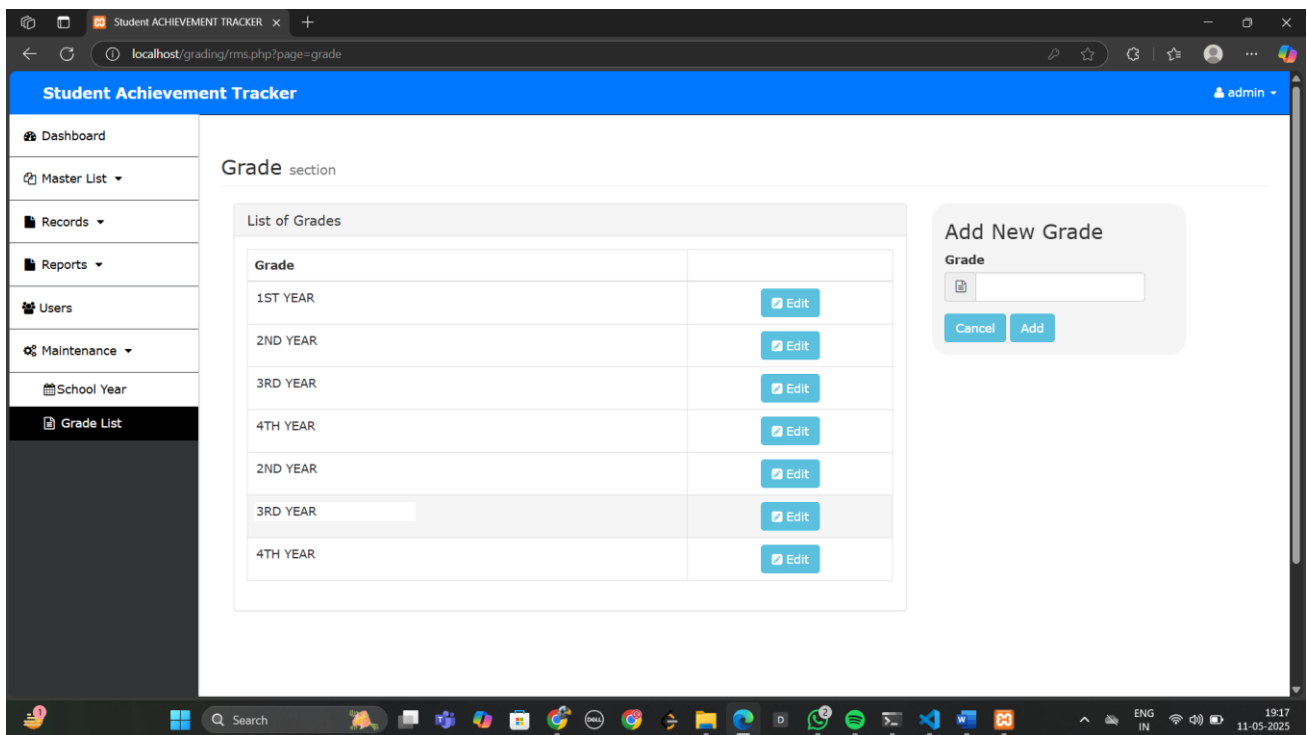 Student ACHIEVEMENT TRACKER
localhost/grading/rms.php?page=grade
Student Achievement Tracker
admin
Dashboard
Master List
Records
Reports
Users
Maintenance
School Year
Grade List
Grade section
List of Grades
Grade
1ST YEAR
Edit
2ND YEAR
Edit
3RD YEAR
Edit
4TH YEAR
Edit
2ND YEAR
Edit
3RD YEAR
Edit
4TH YEAR
Edit
Add New Grade
Grade
Cancel
Add
1
Search
DELL
D
2
ENG
IN
19:17
11-05-2025